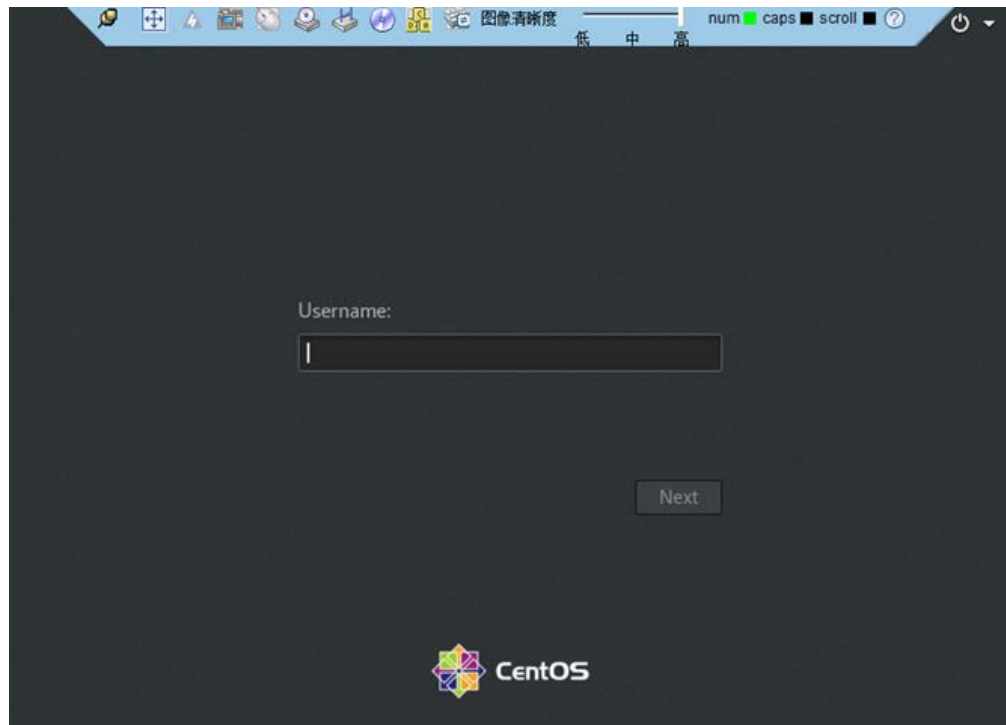 图像清晰度
低 中 高
num caps scroll ?
Username:
Next
CentOS